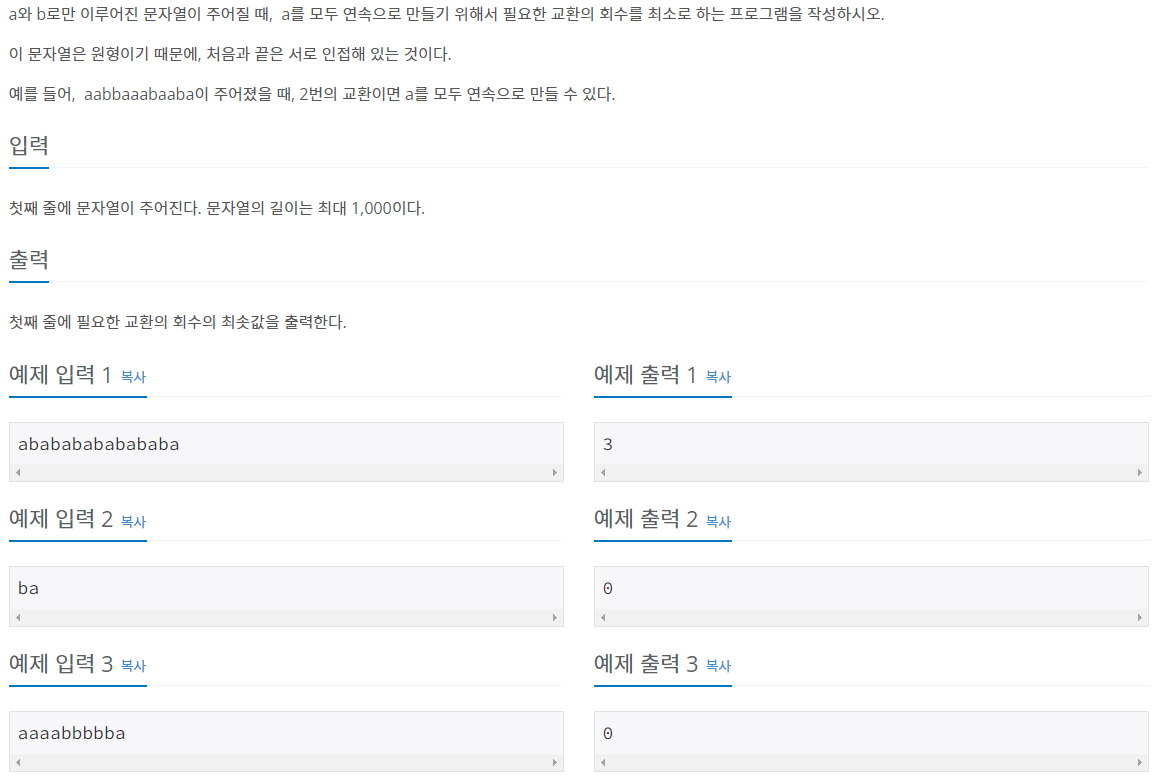 a와 b로만 이루어진 문자열이 주어질 때,  a를 모두 연속으로 만들기 위해서 필요한 교환의 회수를 최소로 하는 프로그램을 작성하시오.
이 문자열은 원형이기 때문에, 처음과 끝은 서로 인접해 있는 것이다.
예를 들어,  aabbaaabaaba이 주어졌을 때, 2번의 교환이면 a를 모두 연속으로 만들 수 있다.
입력
첫째 줄에 문자열이 주어진다. 문자열의 길이는 최대 1,000이다.
출력
첫째 줄에 필요한 교환의 회수의 최솟값을 출력한다.
예제 입력 1 복사
abababababababa
예제 출력 1 복사
3
예제 입력 2 복사
ba
예제 출력 2 복사
0
예제 입력 3 복사
aaaabbbbba
예제 출력 3 복사
0